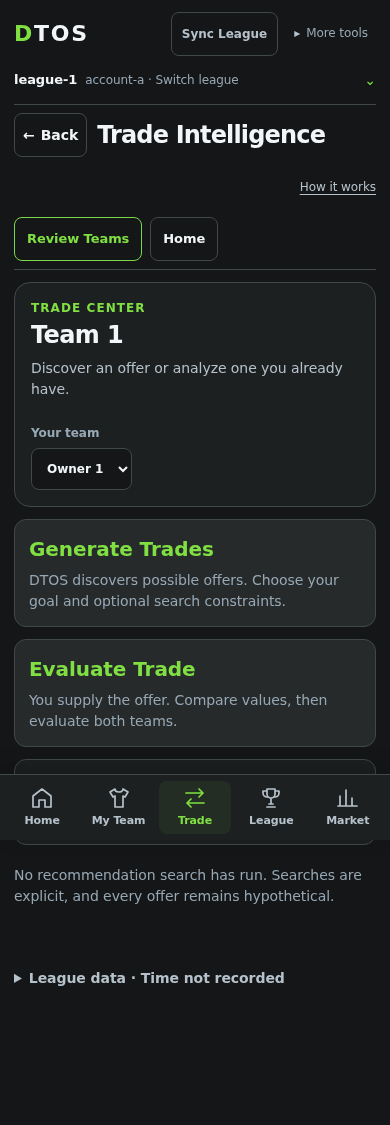 DTOS
Sync League
▸ More tools
league-1 account-a · Switch league
← Back
Trade Intelligence
How it works
Review Teams
Home
TRADE CENTER
Team 1
Discover an offer or analyze one you already
have.
Your team
Owner 1
Generate Trades
DTOS discovers possible offers. Choose your
goal and optional search constraints.
Evaluate Trade
You supply the offer. Compare values, then
evaluate both teams.
Home
My Team
Trade
League
Market
No recommendation search has run. Searches are
explicit, and every offer remains hypothetical.
▸ League data · Time not recorded